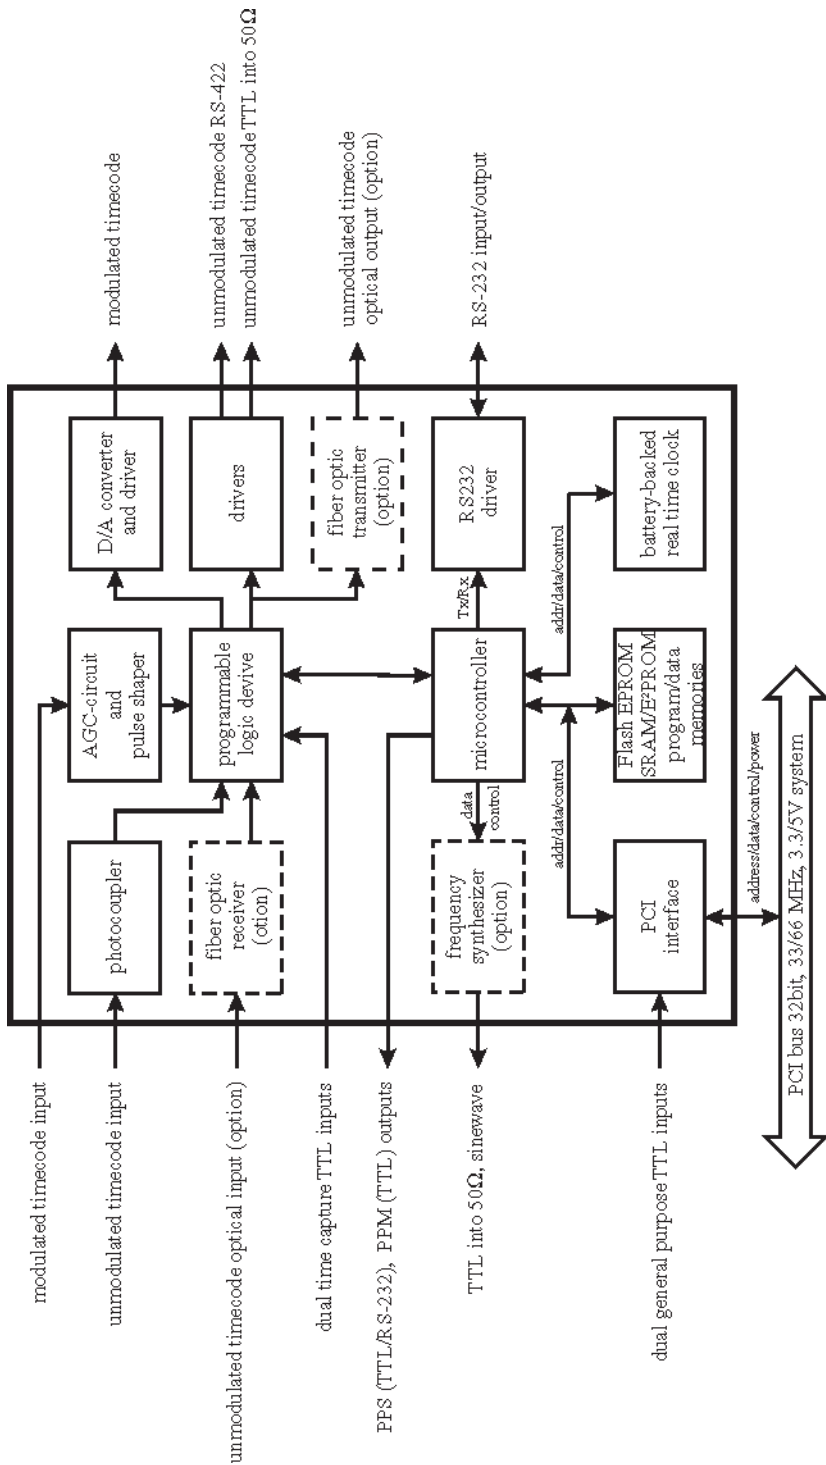 modulated timecode input
unmodulated timecode input
unmodulated timecode optical input (option)
dual time capture TTL inputs
PPS (TTL/RS-232),  PPM (TTL) outputs
TTL into 50Ω, sinewave
dual general purpose TTL inputs
photocoupler
fiber optic
receiver
(otion)
frequency
synthesizer
(option)
PCI
interface
AGC-circuit
and
pulse shaper
programmable
logic devive
microcontroller
data
control
Tx/Rx
addr/data/control
addr/data/control
Flash EPROM
SRAM/E²PROM
program/data
memories
D/A converter
and driver
drivers
fiber optic
transmitter
(option)
RS232
driver
battery-backed
real time clock
modulated timecode
unmodulated timecode RS-422
unmodulated timecode TTL into 50Ω
unmodulated timecode
optical output (option)
RS-232 input/output
address/data/control/power
PCI bus 32bit, 33/66 MHz, 3.3/5V system